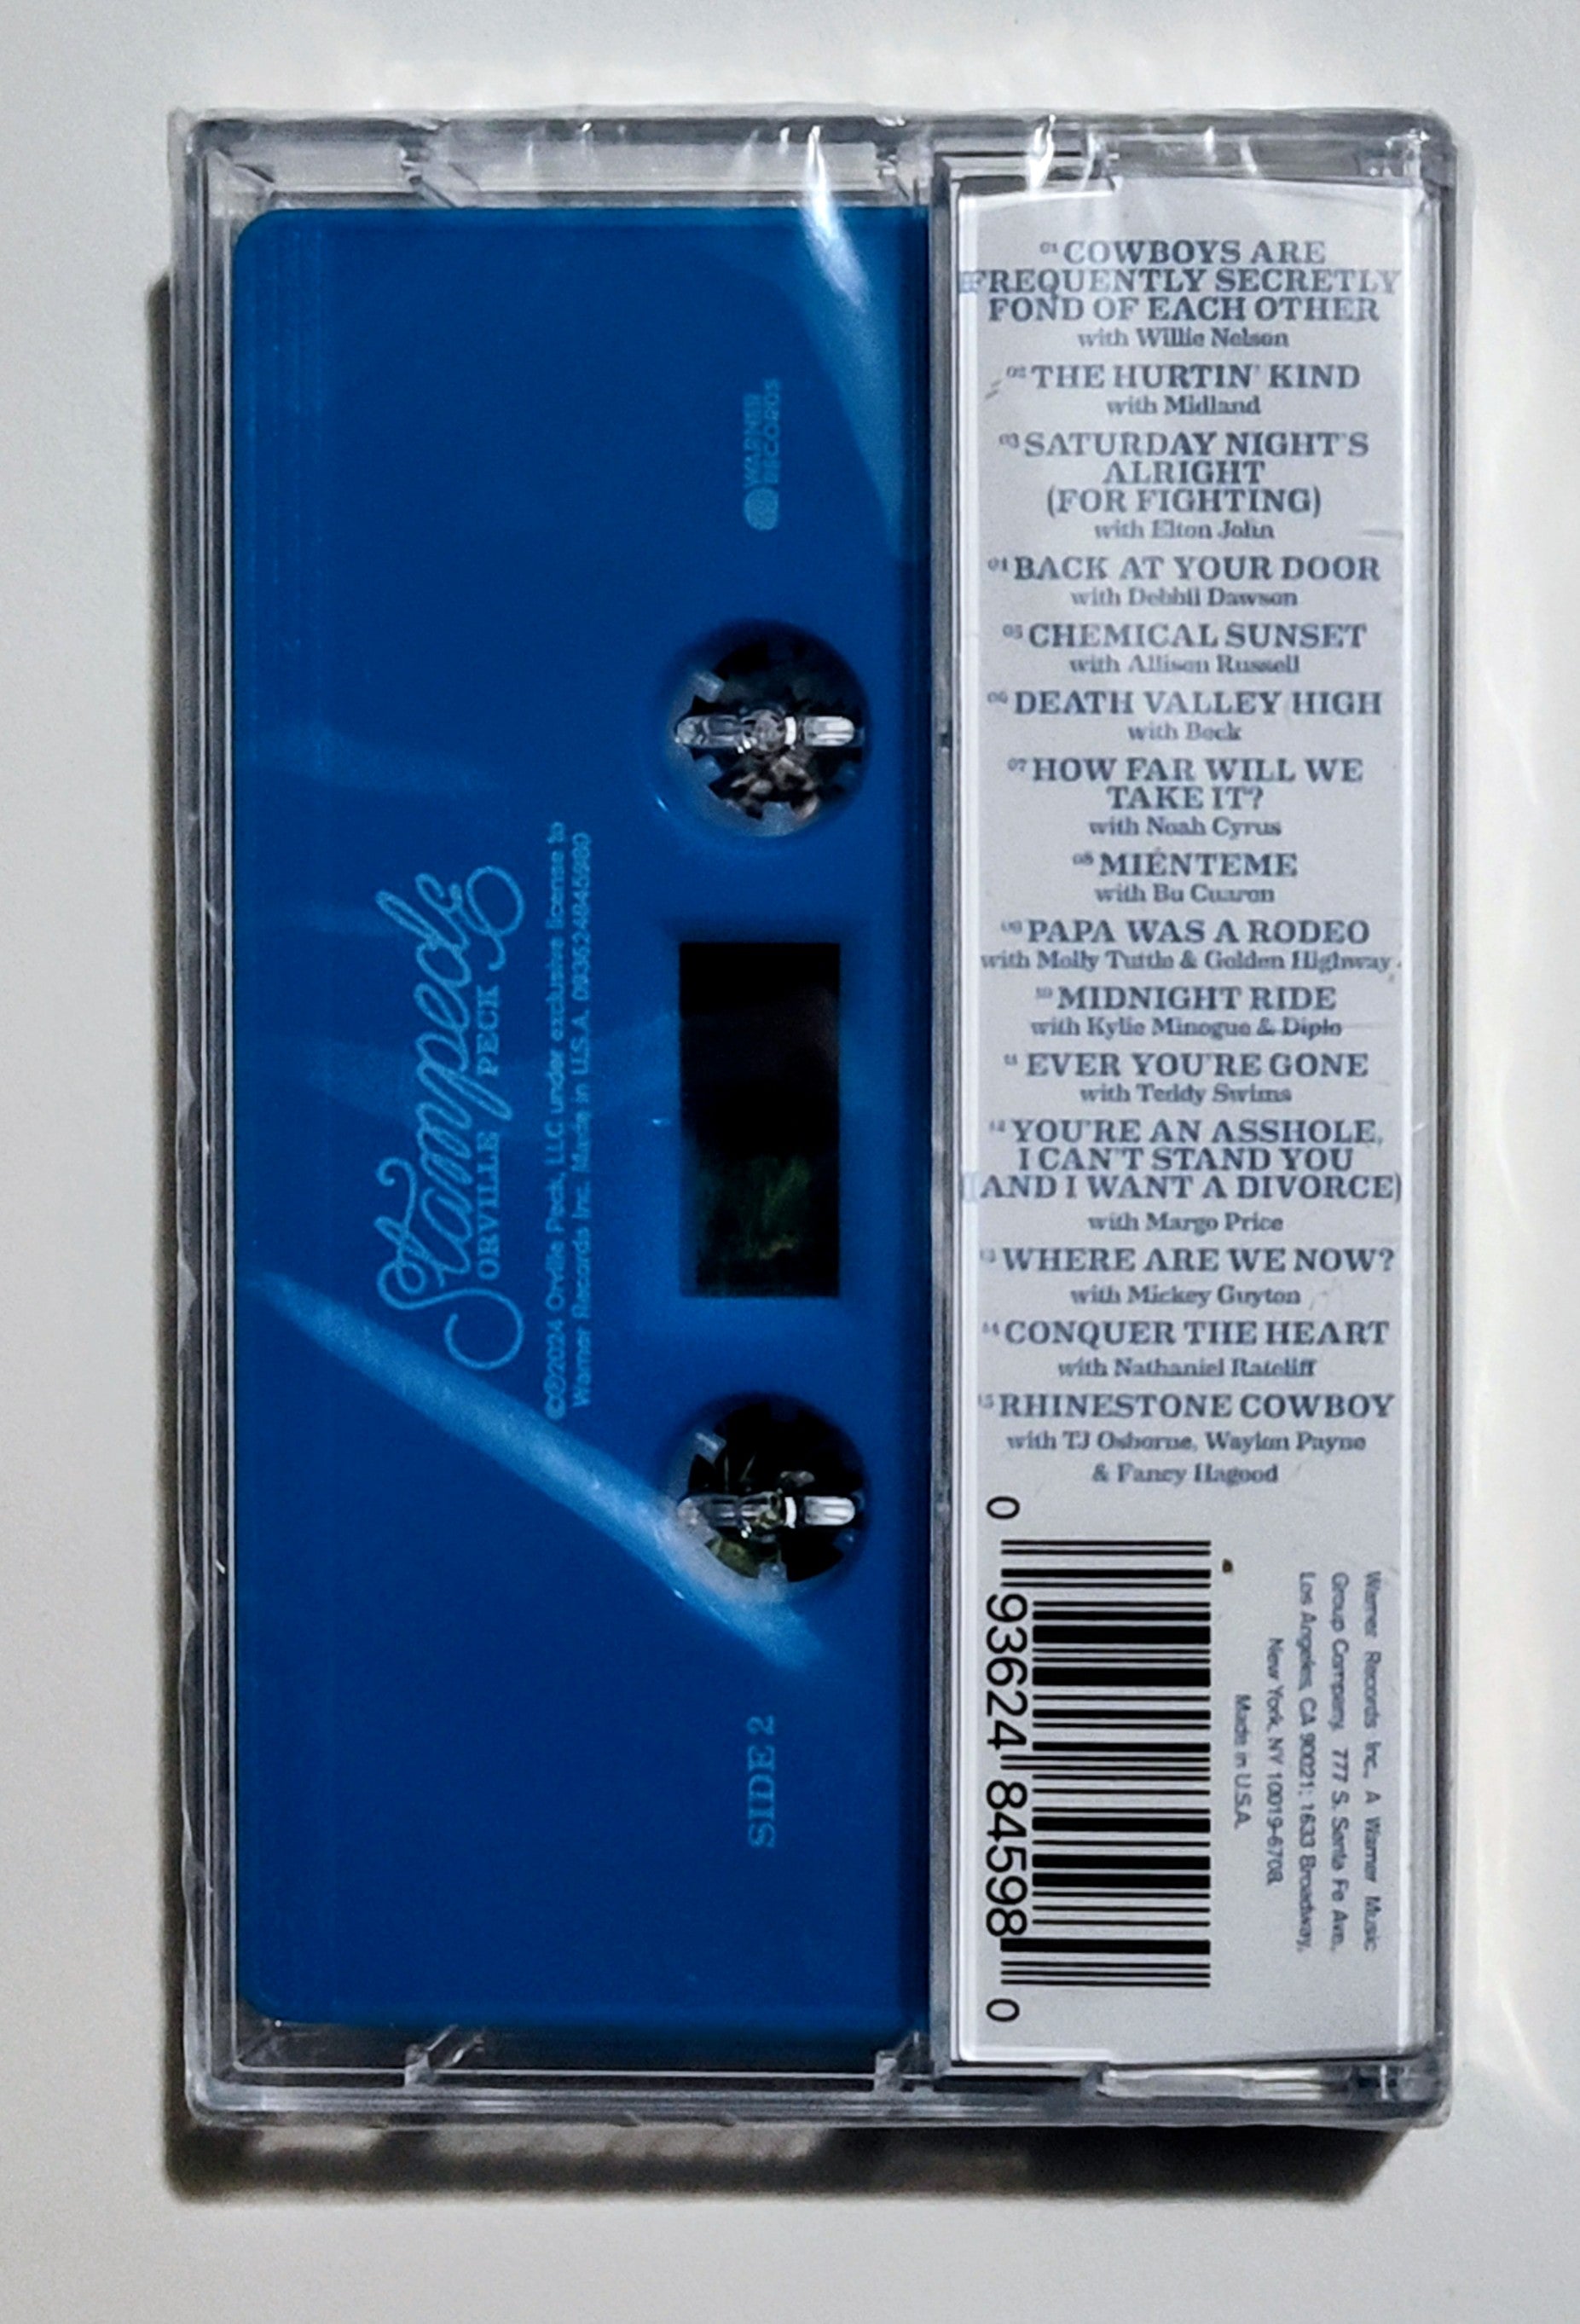 WARNER
RECORDS
Stampede
ORVILLE PECK
©℗2024 Orville Peck, LLC under exclusive license to
Warner Records Inc. Made in U.S.A. 093624845980
SIDE 2
01 COWBOYS ARE
FREQUENTLY SECRETLY
FOND OF EACH OTHER
with Willie Nelson
02 THE HURTIN' KIND
with Midland
03 SATURDAY NIGHT'S
ALRIGHT
(FOR FIGHTING)
with Elton John
04 BACK AT YOUR DOOR
with Debbii Dawson
05 CHEMICAL SUNSET
with Allison Russell
06 DEATH VALLEY HIGH
with Beck
07 HOW FAR WILL WE
TAKE IT?
with Noah Cyrus
08 MIÉNTEME
with Bu Cuaron
09 PAPA WAS A RODEO
with Molly Tuttle & Golden Highway
10 MIDNIGHT RIDE
with Kylie Minogue & Diplo
11 EVER YOU'RE GONE
with Teddy Swims
12 YOU'RE AN ASSHOLE,
I CAN'T STAND YOU
(AND I WANT A DIVORCE)
with Margo Price
13 WHERE ARE WE NOW?
with Mickey Guyton
14 CONQUER THE HEART
with Nathaniel Rateliff
15 RHINESTONE COWBOY
with TJ Osborne, Waylon Payne
& Fancy Hagood
0 93624 84598 0
Warner Records Inc., A Warner Music
Group Company. 777 S. Santa Fe Ave.,
Los Angeles, CA 90021; 1633 Broadway,
New York, NY 10019-6708.
Made in U.S.A.